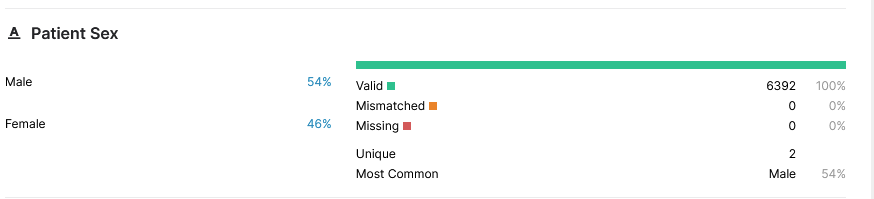 A Patient Sex
Male 54%
Female 46%
Valid 6392 100%
Mismatched 0 0%
Missing 0 0%
Unique 2
Most Common Male 54%